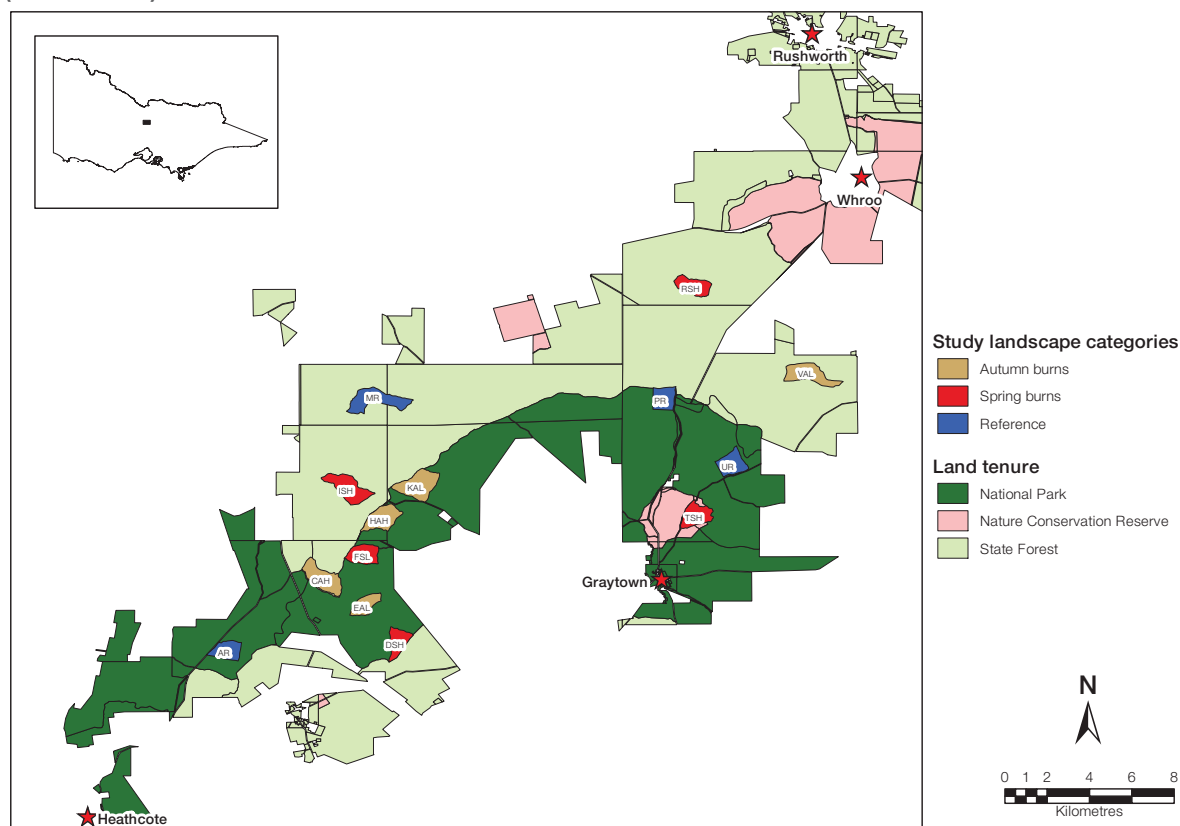 Rushworth
Whroo
RSH
VAL
MR
PR
UR
ISH
KAL
HAH
TSH
FSL
CAH
Graytown
EAL
DSH
AR
Heathcote
Study landscape categories
Autumn burns
Spring burns
Reference
Land tenure
National Park
Nature Conservation Reserve
State Forest
N
0 1 2 4 6 8
Kilometres